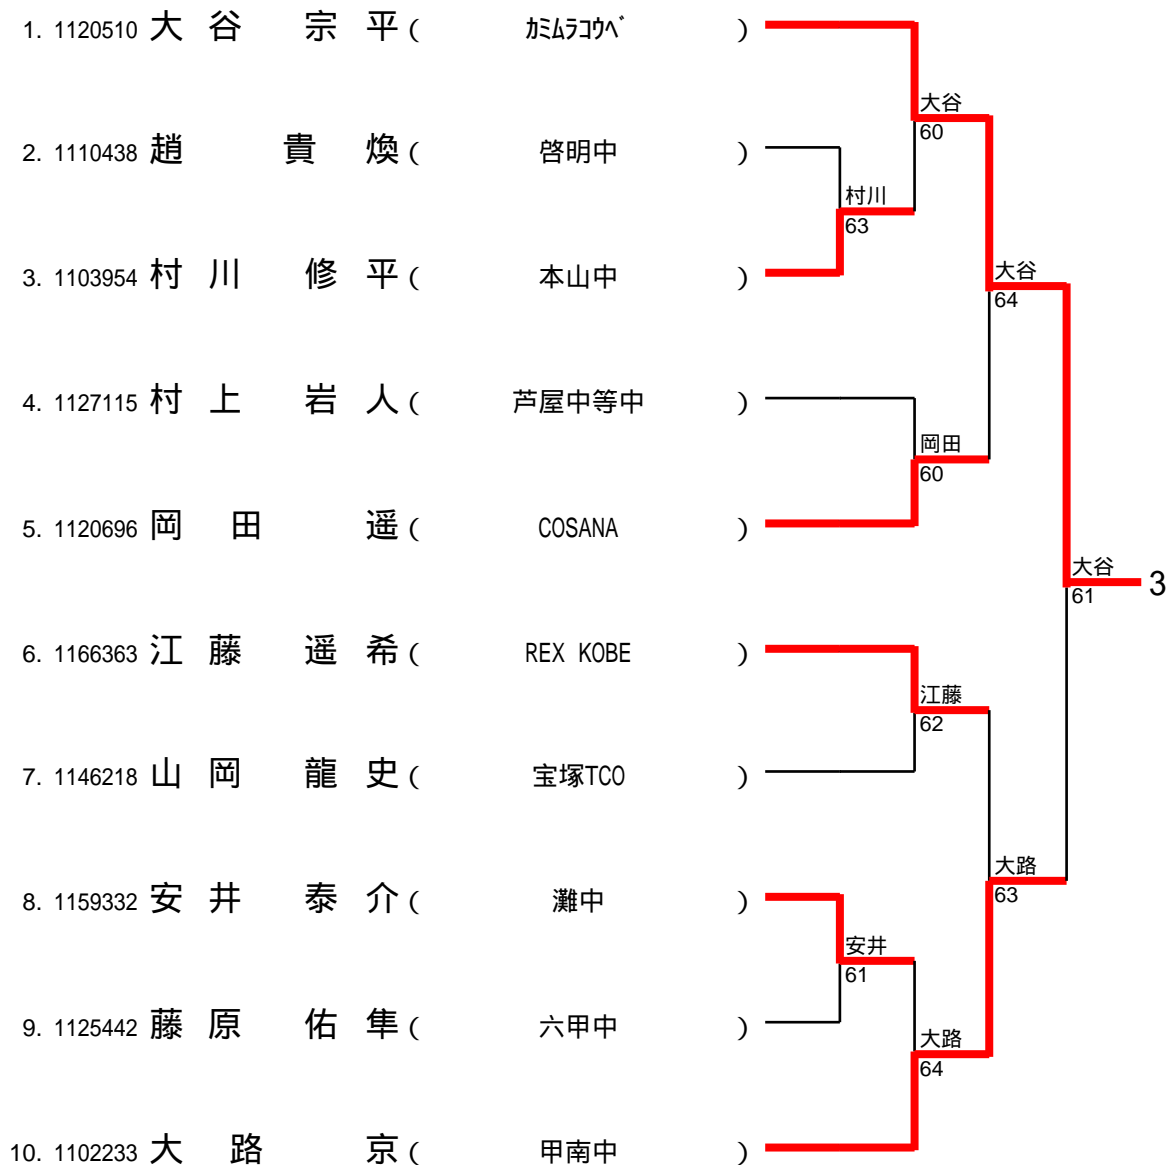 1. 1120510 大谷 宗平 ( ｶﾐﾑﾗｺｳﾍﾞ )
大谷
60
2. 1110438 趙 貴煥 ( 啓明中 )
村川
63
3. 1103954 村川 修平 ( 本山中 )
大谷
64
4. 1127115 村上 岩人 ( 芦屋中等中 )
岡田
60
5. 1120696 岡田 遥 ( COSANA )
大谷
61
3
6. 1166363 江藤 遥希 ( REX KOBE )
江藤
62
7. 1146218 山岡 龍史 ( 宝塚TCO )
大路
63
8. 1159332 安井 泰介 ( 灘中 )
安井
61
9. 1125442 藤原 佑隼 ( 六甲中 )
大路
64
10. 1102233 大路 京 ( 甲南中 )